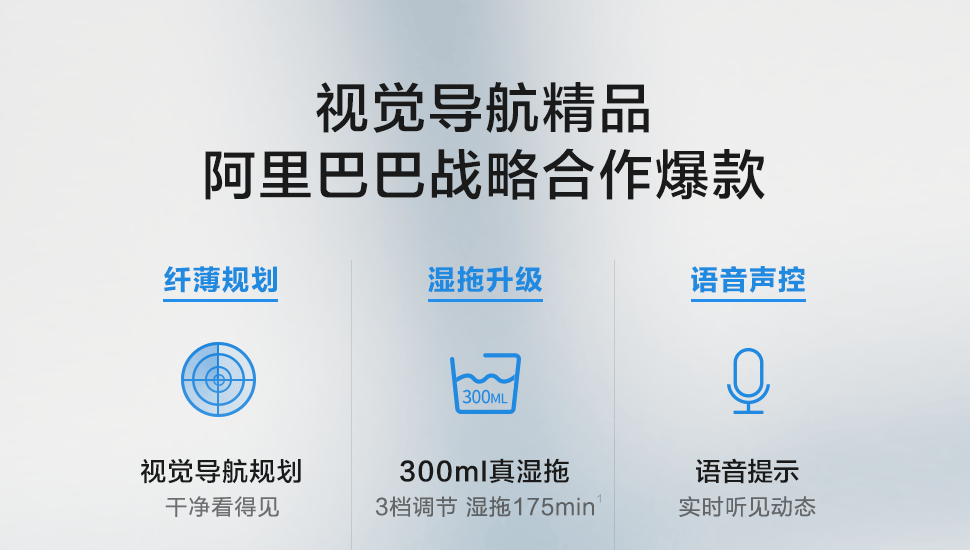 视觉导航精品
阿里巴巴战略合作爆款
纤薄规划
湿拖升级
语音声控
300ML
视觉导航规划
300ml真湿拖
语音提示
干净看得见
3档调节 湿拖175min¹
实时听见动态